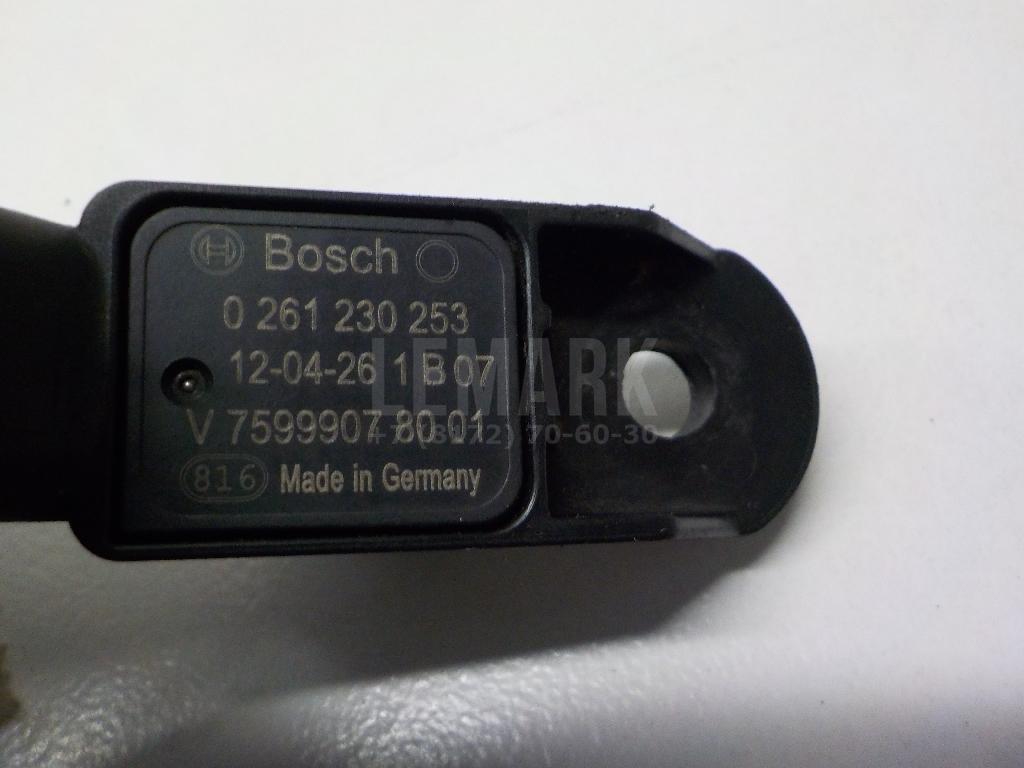 Bosch
0 261 230 253
12-04-26 1 B 07
V 7599907 80 01
816 Made in Germany
LEMARK
70-60-30